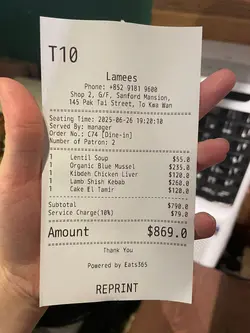 T10
Lamees
Phone: +852 9181 9600
Shop 2, G/F, Sanford Mansion,
145 Pak Tai Street, To Kwa Wan
Seating Time: 2025-06-26 19:20:10
Served By: manager
Order No.: C74 [Dine-in]
Number of Patron: 2
1 Lentil Soup $55.0
1 Organic Blue Mussel $235.0
1 Kibdeh Chicken Liver $120.0
1 Lamb Shish Kebab $260.0
1 Cake El Tamir $120.0
Subtotal $790.0
Service Charge(10%) $79.0
Amount $869.0
Thank You
Powered by Eats365
REPRINT